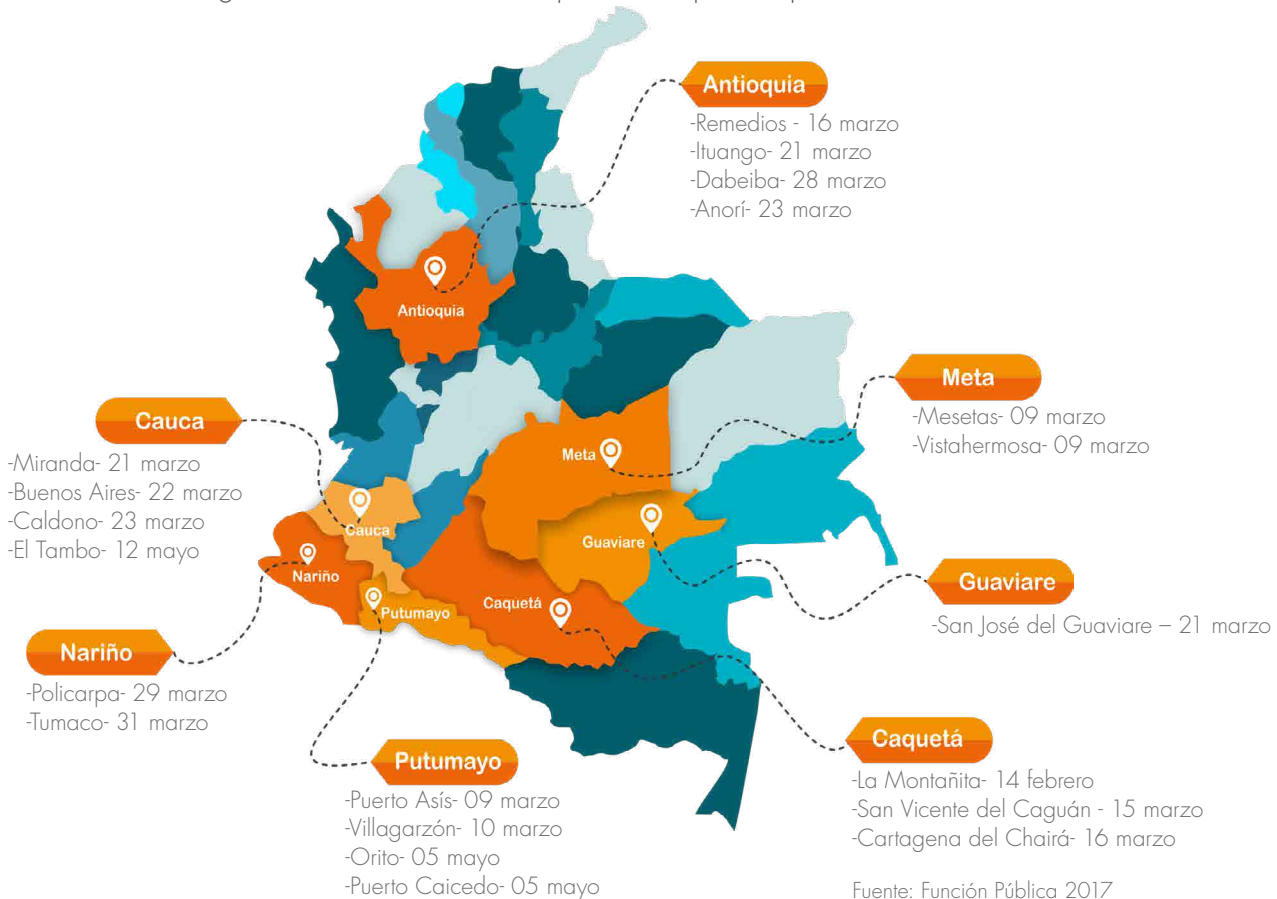 Antioquia
-Remedios - 16 marzo
-Ituango- 21 marzo
-Dabeiba- 28 marzo
-Anorí- 23 marzo
Antioquia
Meta
-Mesetas- 09 marzo
-Vistahermosa- 09 marzo
Cauca
-Miranda- 21 marzo
-Buenos Aires- 22 marzo
-Caldono- 23 marzo
-El Tambo- 12 mayo
Meta
Cauca
Guaviare
Nariño
Putumayo
Caquetá
Guaviare
-San José del Guaviare – 21 marzo
Nariño
-Policarpa- 29 marzo
-Tumaco- 31 marzo
Putumayo
-Puerto Asís- 09 marzo
-Villagarzón- 10 marzo
-Orito- 05 mayo
-Puerto Caicedo- 05 mayo
Caquetá
-La Montañita- 14 febrero
-San Vicente del Caguán - 15 marzo
-Cartagena del Chairá- 16 marzo
Fuente: Función Pública 2017